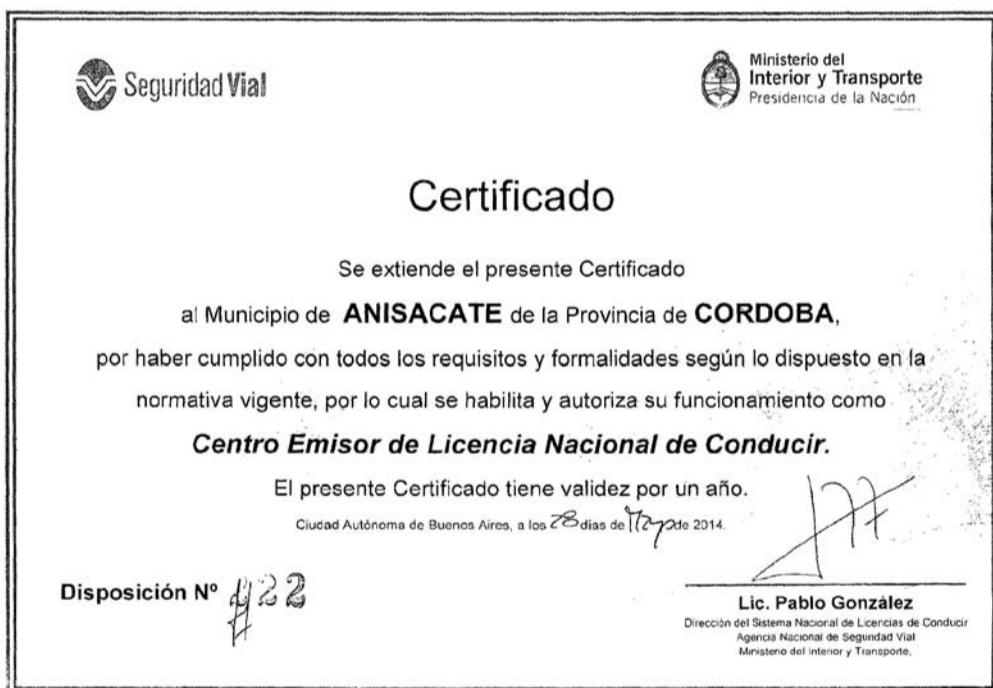 Seguridad Vial
Ministerio del
Interior y Transporte
Presidencia de la Nación
Certificado
Se extiende el presente Certificado
al Municipio de ANISACATE de la Provincia de CORDOBA,
por haber cumplido con todos los requisitos y formalidades según lo dispuesto en la
normativa vigente, por lo cual se habilita y autoriza su funcionamiento como
Centro Emisor de Licencia Nacional de Conducir.
El presente Certificado tiene validez por un año.
Ciudad Autónoma de Buenos Aires, a los 28 dias de Mayo de 2014.
Disposición Nº 22
Lic. Pablo González
Dirección del Sistema Nacional de Licencias de Conducir
Agencia Nacional de Seguridad Vial
Ministerio del Interior y Transporte.